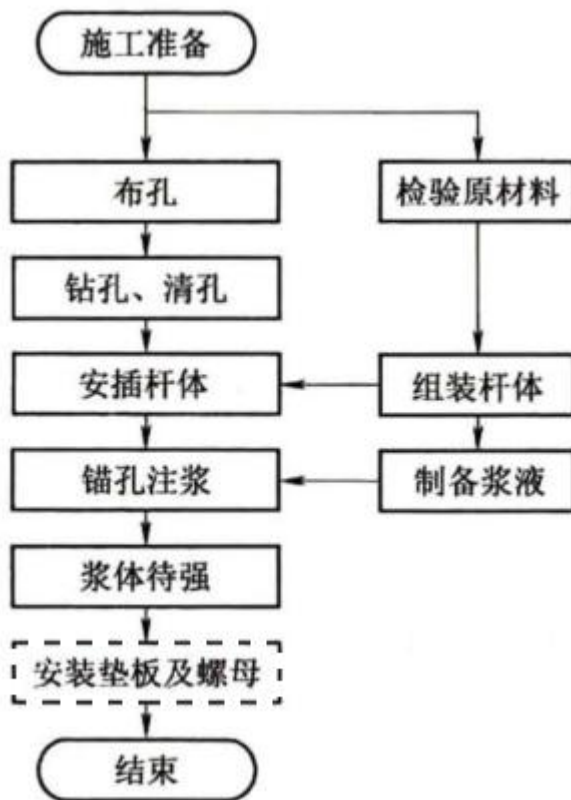 施工准备
布孔
检验原材料
钻孔、清孔
安插杆体
组装杆体
锚孔注浆
制备浆液
浆体待强
安装垫板及螺母
结束